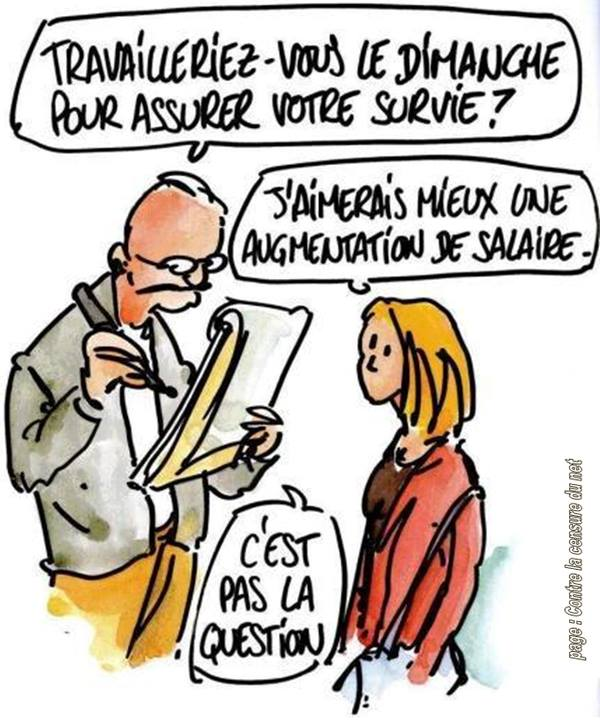 TRAVAILLERIEZ-VOUS LE DIMANCHE
POUR ASSURER VOTRE SURVIE?
J'AIMERAIS MIEUX UNE
AUGMENTATION DE SALAIRE.
C'EST
PAS LA
QUESTION
page : Contre la censure du net